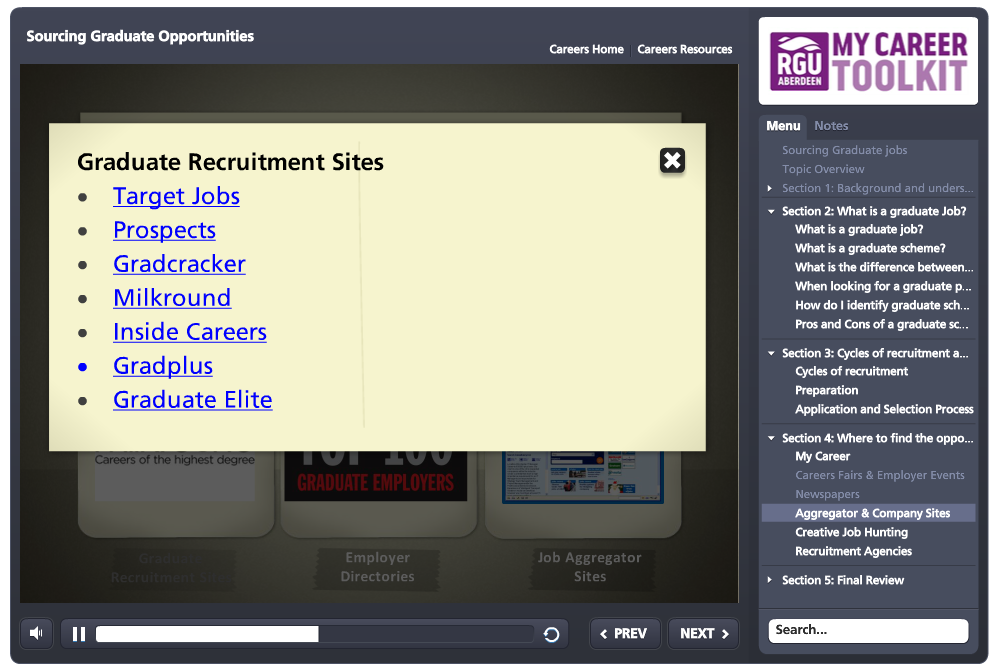 Sourcing Graduate Opportunities
Careers Home
Careers Resources
Graduate Recruitment Sites
Target Jobs
Prospects
Gradcracker
Milkround
Inside Careers
Gradplus
Graduate Elite
Careers of the highest degree
TOP 100
GRADUATE EMPLOYERS
Graduate
Recruitment Sites
Employer
Directories
Job Aggregator
Sites
PREV
NEXT
RGU
ABERDEEN
MY CAREER
TOOLKIT
Menu
Notes
Sourcing Graduate jobs
Topic Overview
Section 1: Background and unders...
Section 2: What is a graduate Job?
What is a graduate job?
What is a graduate scheme?
What is the difference between...
When looking for a graduate p...
How do I identify graduate sch...
Pros and Cons of a graduate sc...
Section 3: Cycles of recruitment a...
Cycles of recruitment
Preparation
Application and Selection Process
Section 4: Where to find the oppo...
My Career
Careers Fairs & Employer Events
Newspapers
Aggregator & Company Sites
Creative Job Hunting
Recruitment Agencies
Section 5: Final Review
Search...